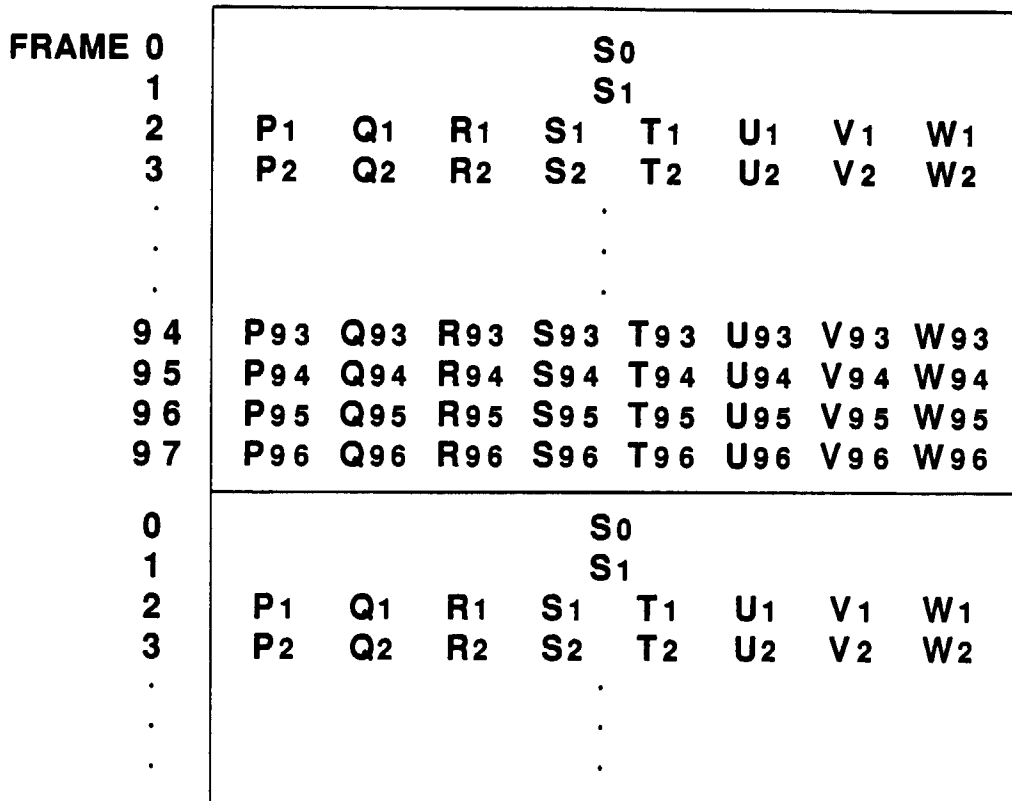 FRAME 0 S0
1 S1
2 P1 Q1 R1 S1 T1 U1 V1 W1
3 P2 Q2 R2 S2 T2 U2 V2 W2
.
.
.
94 P93 Q93 R93 S93 T93 U93 V93 W93
95 P94 Q94 R94 S94 T94 U94 V94 W94
96 P95 Q95 R95 S95 T95 U95 V95 W95
97 P96 Q96 R96 S96 T96 U96 V96 W96
0 S0
1 S1
2 P1 Q1 R1 S1 T1 U1 V1 W1
3 P2 Q2 R2 S2 T2 U2 V2 W2
.
.
.